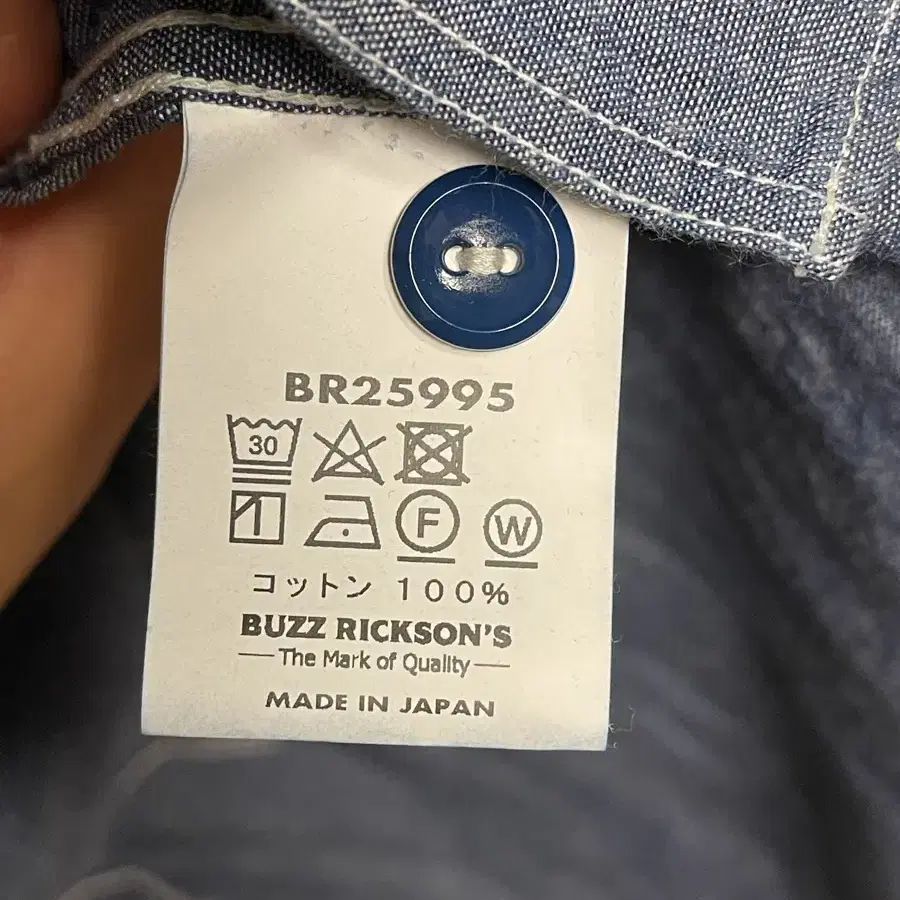 BR25995
30
F W
コットン 100%
BUZZ RICKSON'S
The Mark of Quality
MADE IN JAPAN